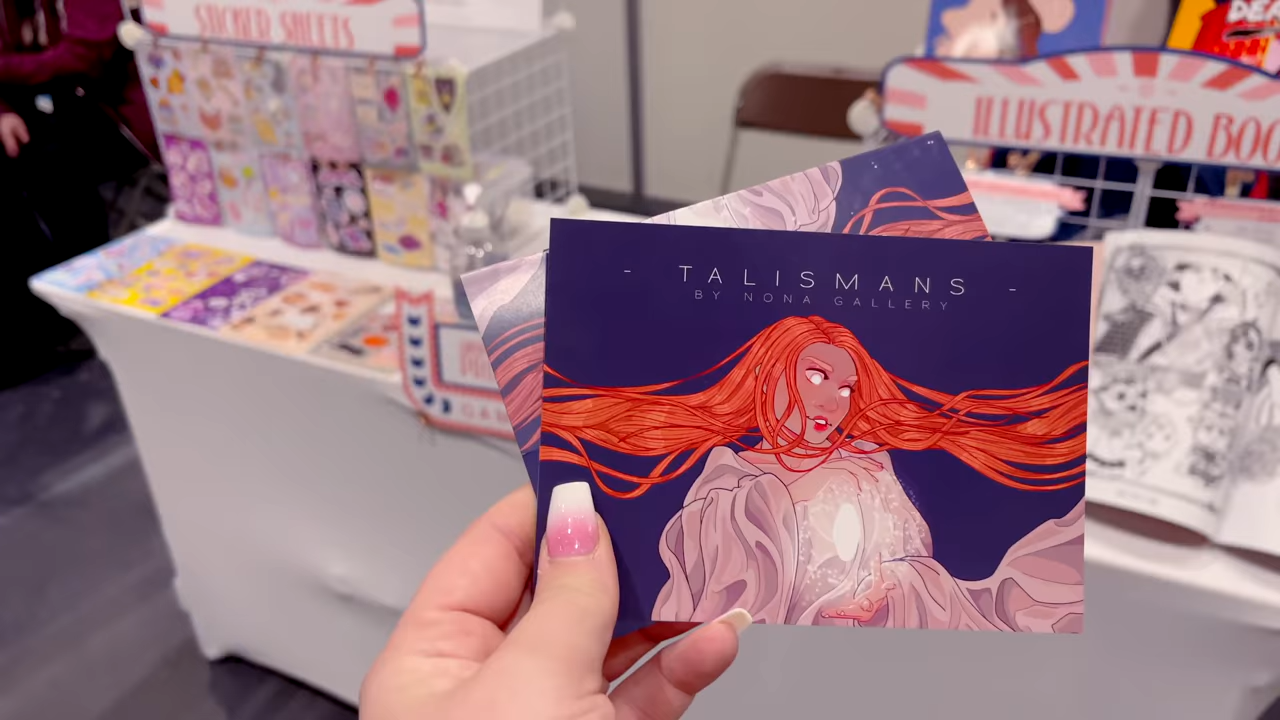 STICKER SHEETS
ILLUSTRATED BOO
- TALISMANS -
BY NONA GALLERY